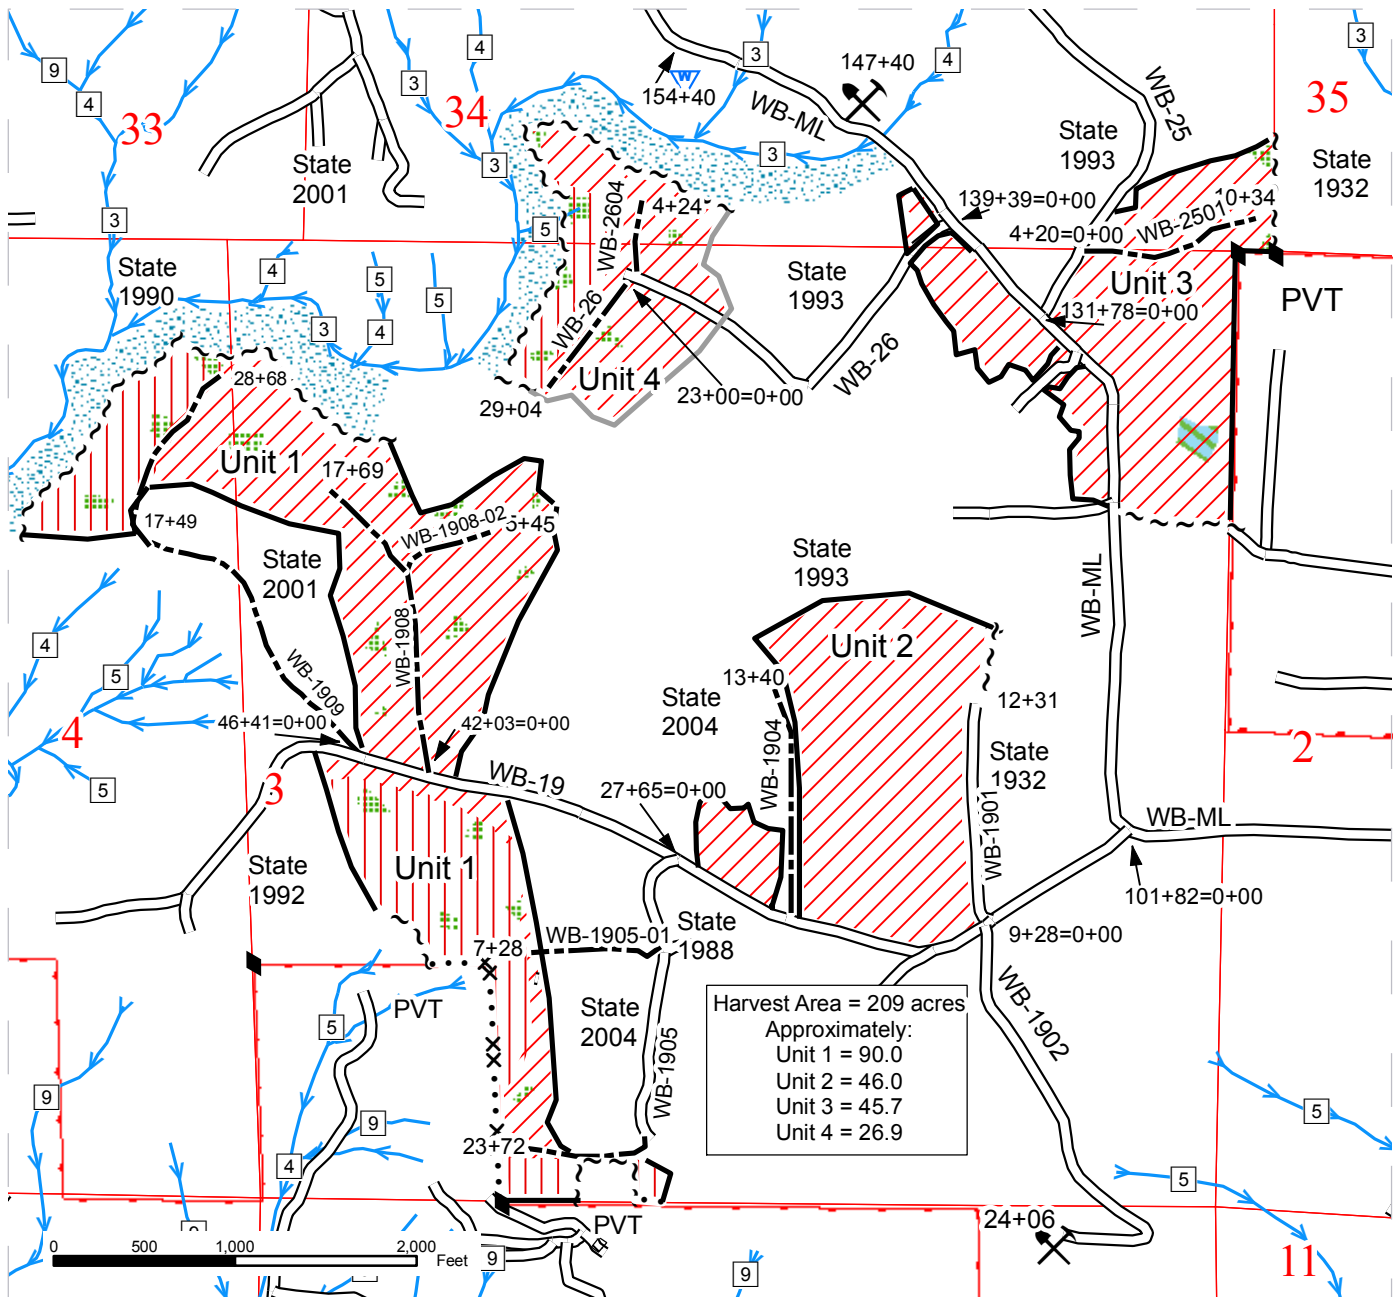 9
4
33
3
State
2001
3
4
34
3
5
154+40
W
WB-ML
3
147+40
4
3
WB-25
State
1993
3
35
State
1932
139+39=0+00
4+20=0+00
WB-2501
10+34
Unit 3
PVT
131+78=0+00
State
1990
4
5
5
3
4
WB-2604
4+24
State
1993
WB-26
Unit 4
29+04
23+00=0+00
WB-26
28+68
Unit 1
17+69
17+49
WB-1908-02
5+45
State
2001
WB-1908
WB-1909
46+41=0+00
42+03=0+00
4
5
4
5
3
State
1993
Unit 2
13+40
State
2004
WB-1904
12+31
State
1932
WB-1901
WB-ML
2
WB-ML
WB-19
27+65=0+00
101+82=0+00
State
1992
Unit 1
7+28
WB-1905-01
State
1988
9+28=0+00
State
2004
WB-1905
WB-1902
PVT
5
9
9
4
23+72
PVT
Harvest Area = 209 acres
Approximately:
Unit 1 = 90.0
Unit 2 = 46.0
Unit 3 = 45.7
Unit 4 = 26.9
5
5
24+06
11
9
9
0 500 1,000 2,000
Feet